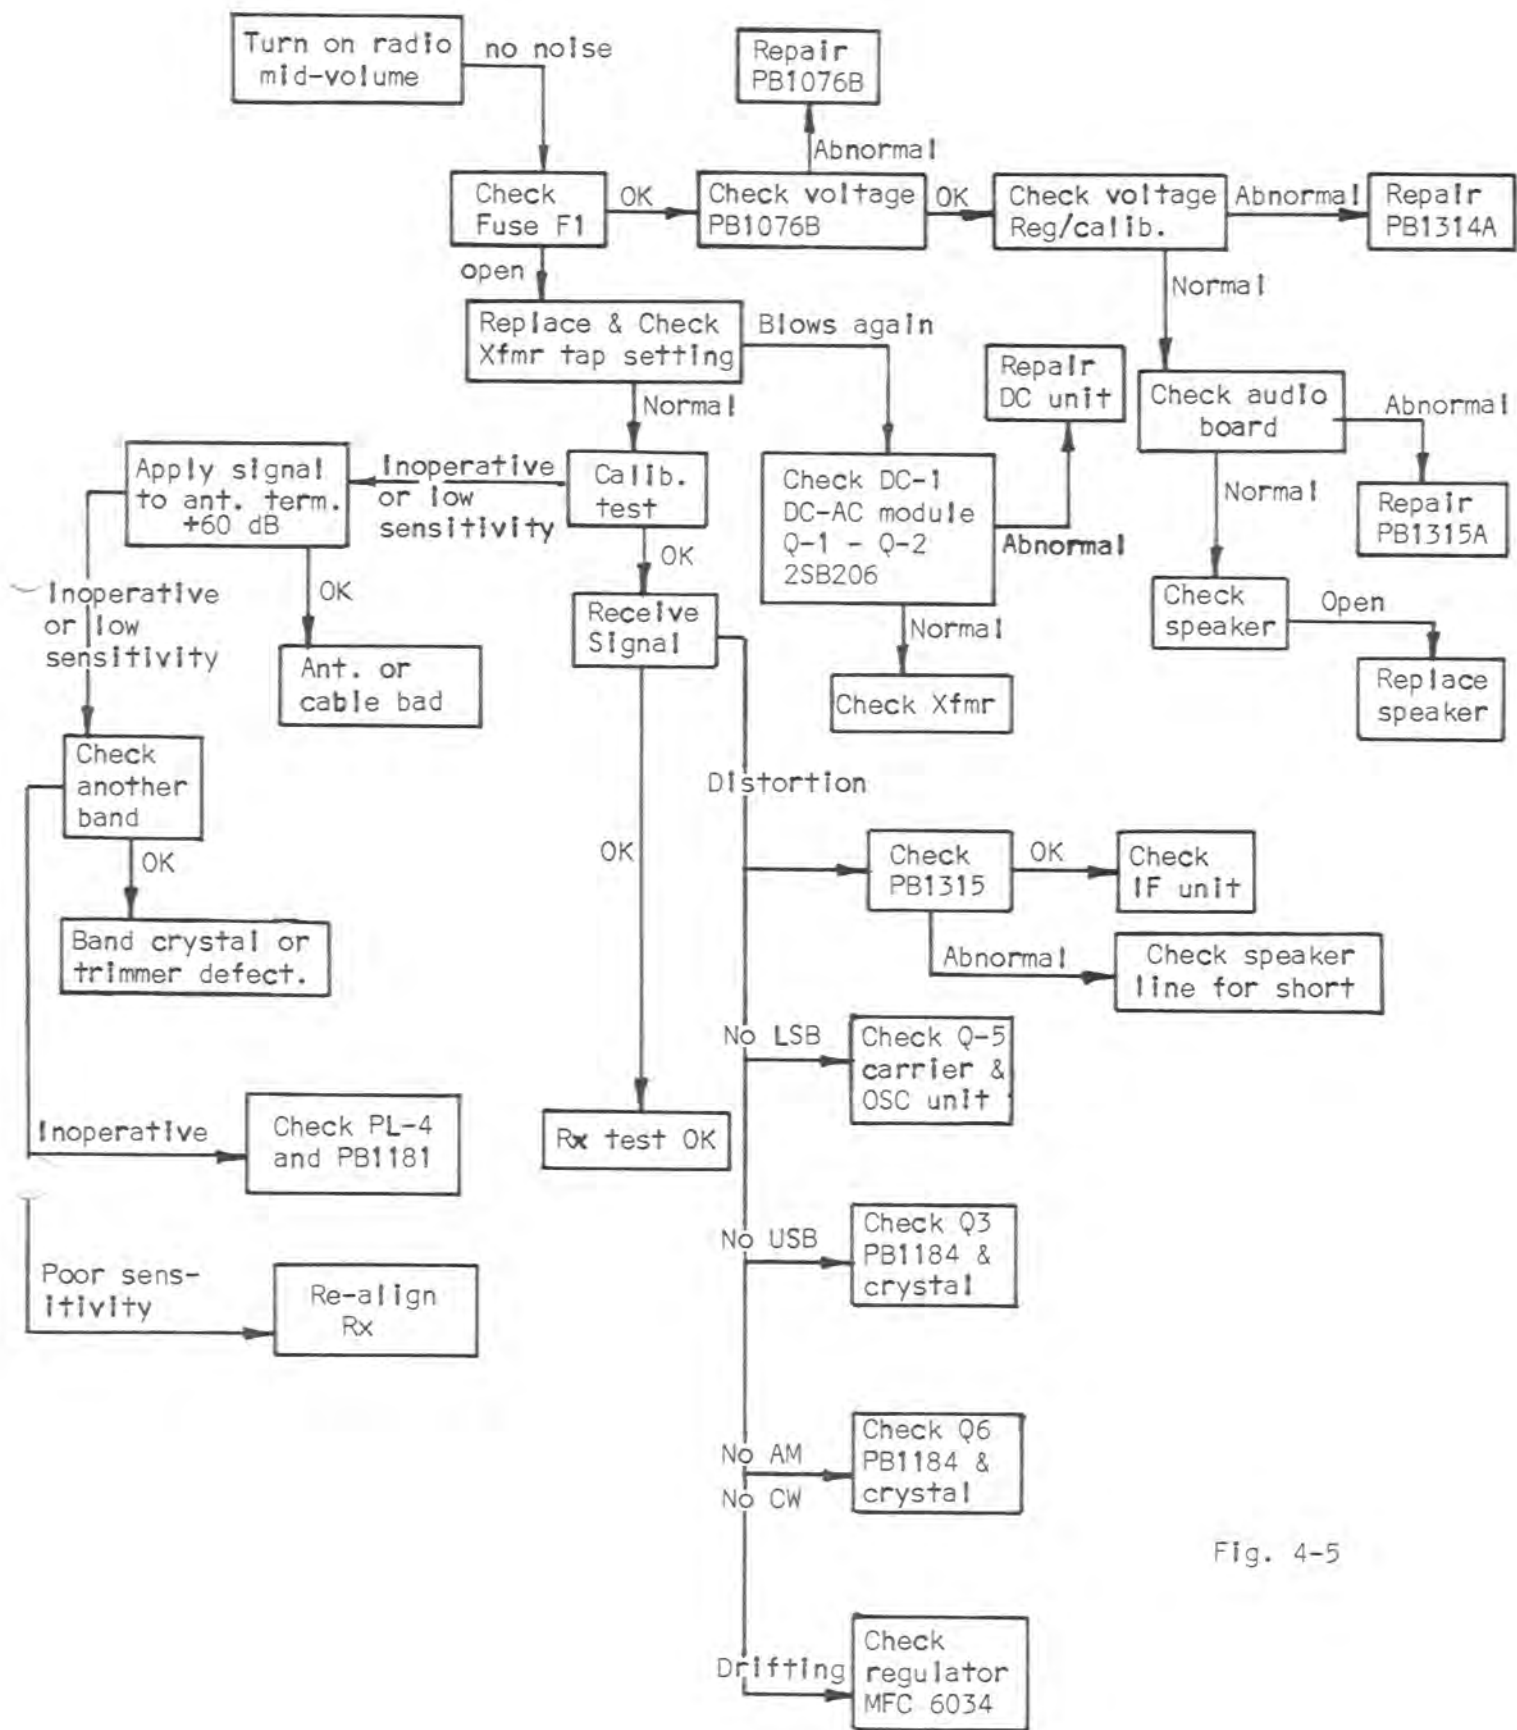 Turn on radio
mid-volume
no noise
Repair
PB1076B
Abnormal
Check
Fuse F1
OK
Check voltage
PB1076B
OK
Check voltage
Reg/calib.
Abnormal
Repair
PB1314A
open
Normal
Replace & Check
Xfmr tap setting
Blows again
Repair
DC unit
Check audio
board
Abnormal
Normal
Apply signal
to ant. term.
+60 dB
Inoperative
or low
sensitivity
Calib.
test
Check DC-1
DC-AC module
Q-1 - Q-2
2SB206
Abnormal
Normal
Repair
PB1315A
OK
OK
Inoperative
or low
sensitivity
Receive
Signal
Normal
Check
speaker
Open
Ant. or
cable bad
Check Xfmr
Replace
speaker
Check
another
band
Distortion
OK
OK
Check
PB1315
OK
Check
IF unit
Band crystal or
trimmer defect.
Abnormal
Check speaker
line for short
No LSB
Check Q-5
carrier &
OSC unit
Inoperative
Check PL-4
and PB1181
Rx test OK
No USB
Check Q3
PB1184 &
crystal
Poor sens-
itivity
Re-align
Rx
No AM
No CW
Check Q6
PB1184 &
crystal
Fig. 4-5
Drifting
Check
regulator
MFC 6034